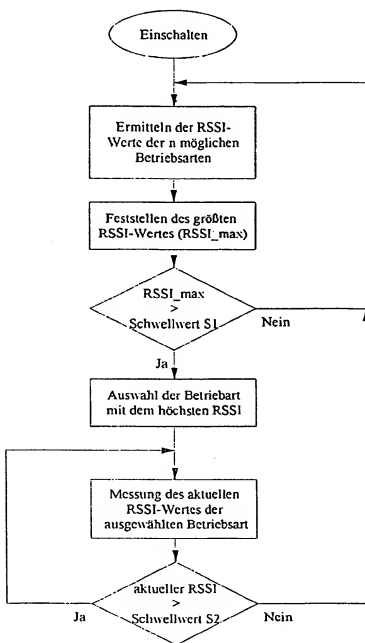 Einschalten
Ermitteln der RSSI-
Werte der n möglichen
Betriebsarten
Feststellen des größten
RSSI-Wertes (RSSI_max)
RSSI_max
>
Schwellwert S1
Nein
Ja
Auswahl der Betriebart
mit dem höchsten RSSI
Messung des aktuellen
RSSI-Wertes der
ausgewählten Betriebsart
aktueller RSSI
>
Schwellwert S2
Ja
Nein